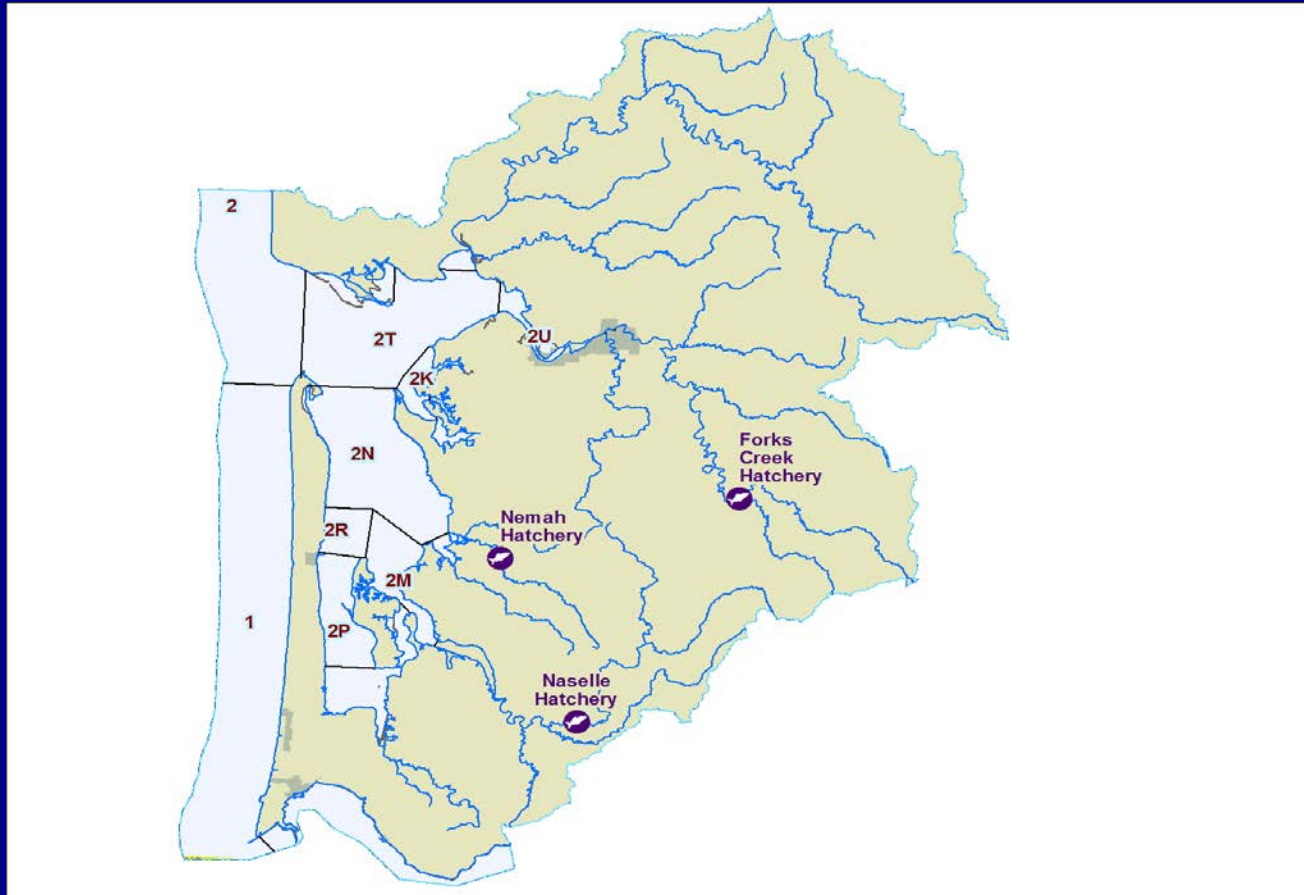 2
2T
2U
2K
2N
Forks
Creek
Hatchery
2R
Nemah
Hatchery
2M
1
2P
Naselle
Hatchery